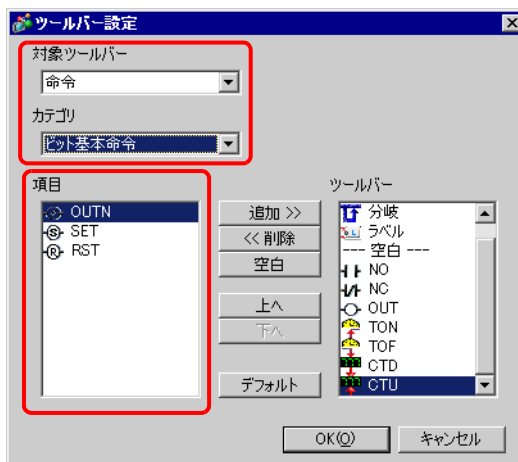 ツールバー設定
対象ツールバー
命令
カテゴリ
ビット基本命令
項目
OUTN
SET
RST
追加 >>
<< 削除
空白
上へ
下へ
デフォルト
ツールバー
分岐
ラベル
--- 空白 ---
NO
NC
OUT
TON
TOF
CTD
CTU
OK(O)
キャンセル